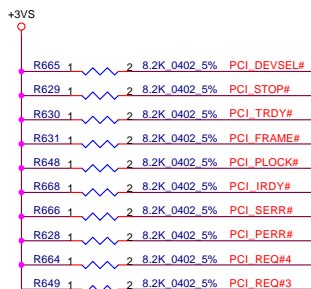 +3VS
R665 1 2 8.2K_0402_5% PCI_DEVSEL#
R629 1 2 8.2K_0402_5% PCI_STOP#
R630 1 2 8.2K_0402_5% PCI_TRDY#
R631 1 2 8.2K_0402_5% PCI_FRAME#
R648 1 2 8.2K_0402_5% PCI_PLOCK#
R668 1 2 8.2K_0402_5% PCI_IRDY#
R666 1 2 8.2K_0402_5% PCI_SERR#
R628 1 2 8.2K_0402_5% PCI_PERR#
R664 1 2 8.2K_0402_5% PCI_REQ#4
R649 1 2 8.2K_0402_5% PCI_REQ#3